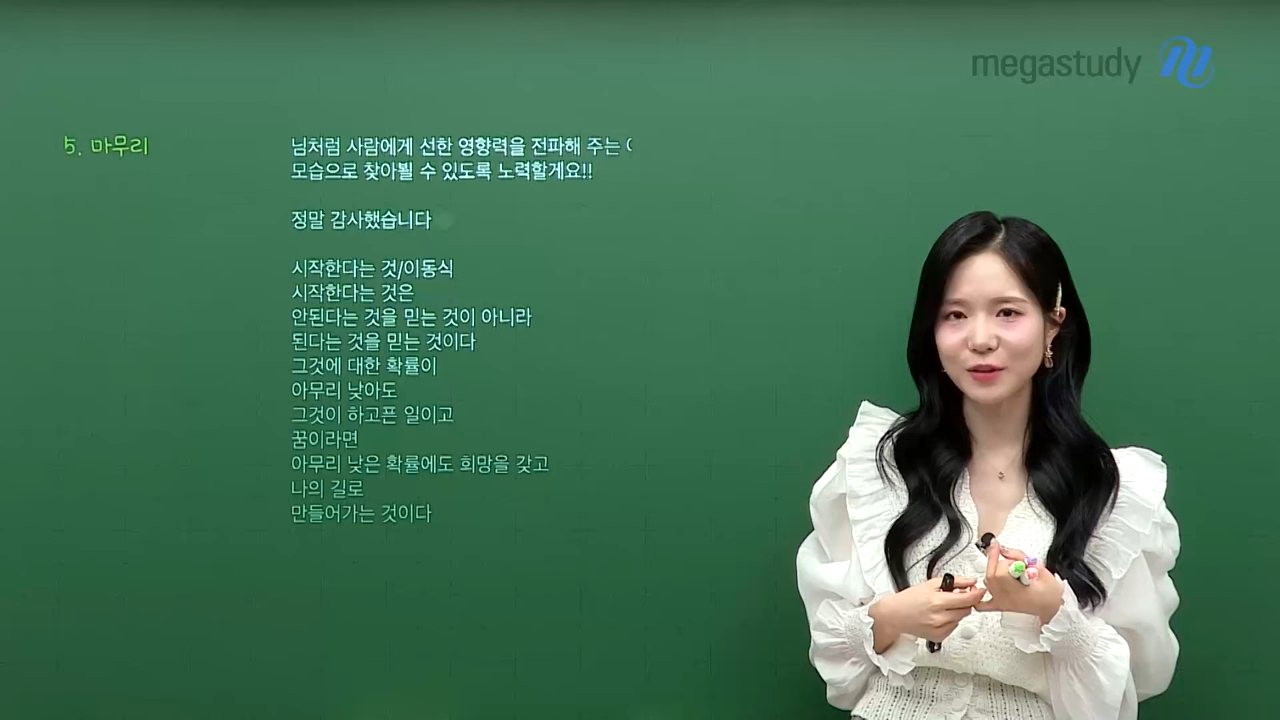 megastudy
5. 마무리
님처럼 사람에게 선한 영향력을 전파해 주는
모습으로 찾아뵐 수 있도록 노력할게요!!
정말 감사했습니다
시작한다는 것/이동식
시작한다는 것은
안된다는 것을 믿는 것이 아니라
된다는 것을 믿는 것이다
그것에 대한 확률이
아무리 낮아도
그것이 하고픈 일이고
꿈이라면
아무리 낮은 확률에도 희망을 갖고
나의 길로
만들어가는 것이다